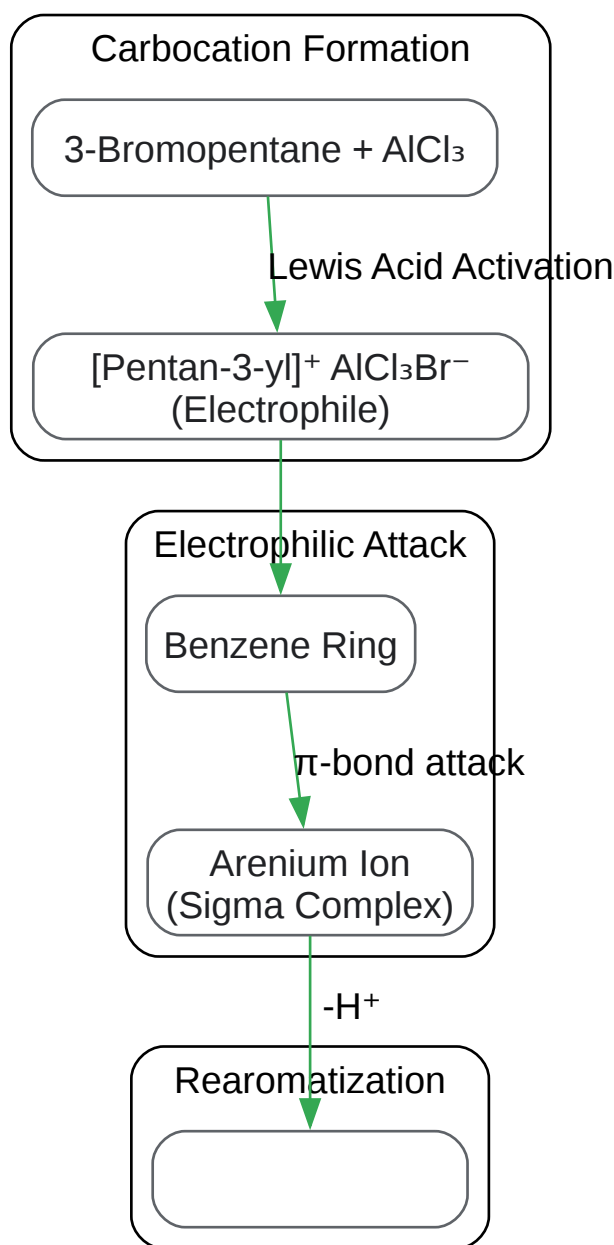 Carbocation Formation
3-Bromopentane + AlCl₃
Lewis Acid Activation
[Pentan-3-yl]⁺ AlCl₃Br⁻
(Electrophile)
Electrophilic Attack
Benzene Ring
π-bond attack
Arenium Ion
(Sigma Complex)
-H⁺
Rearomatization